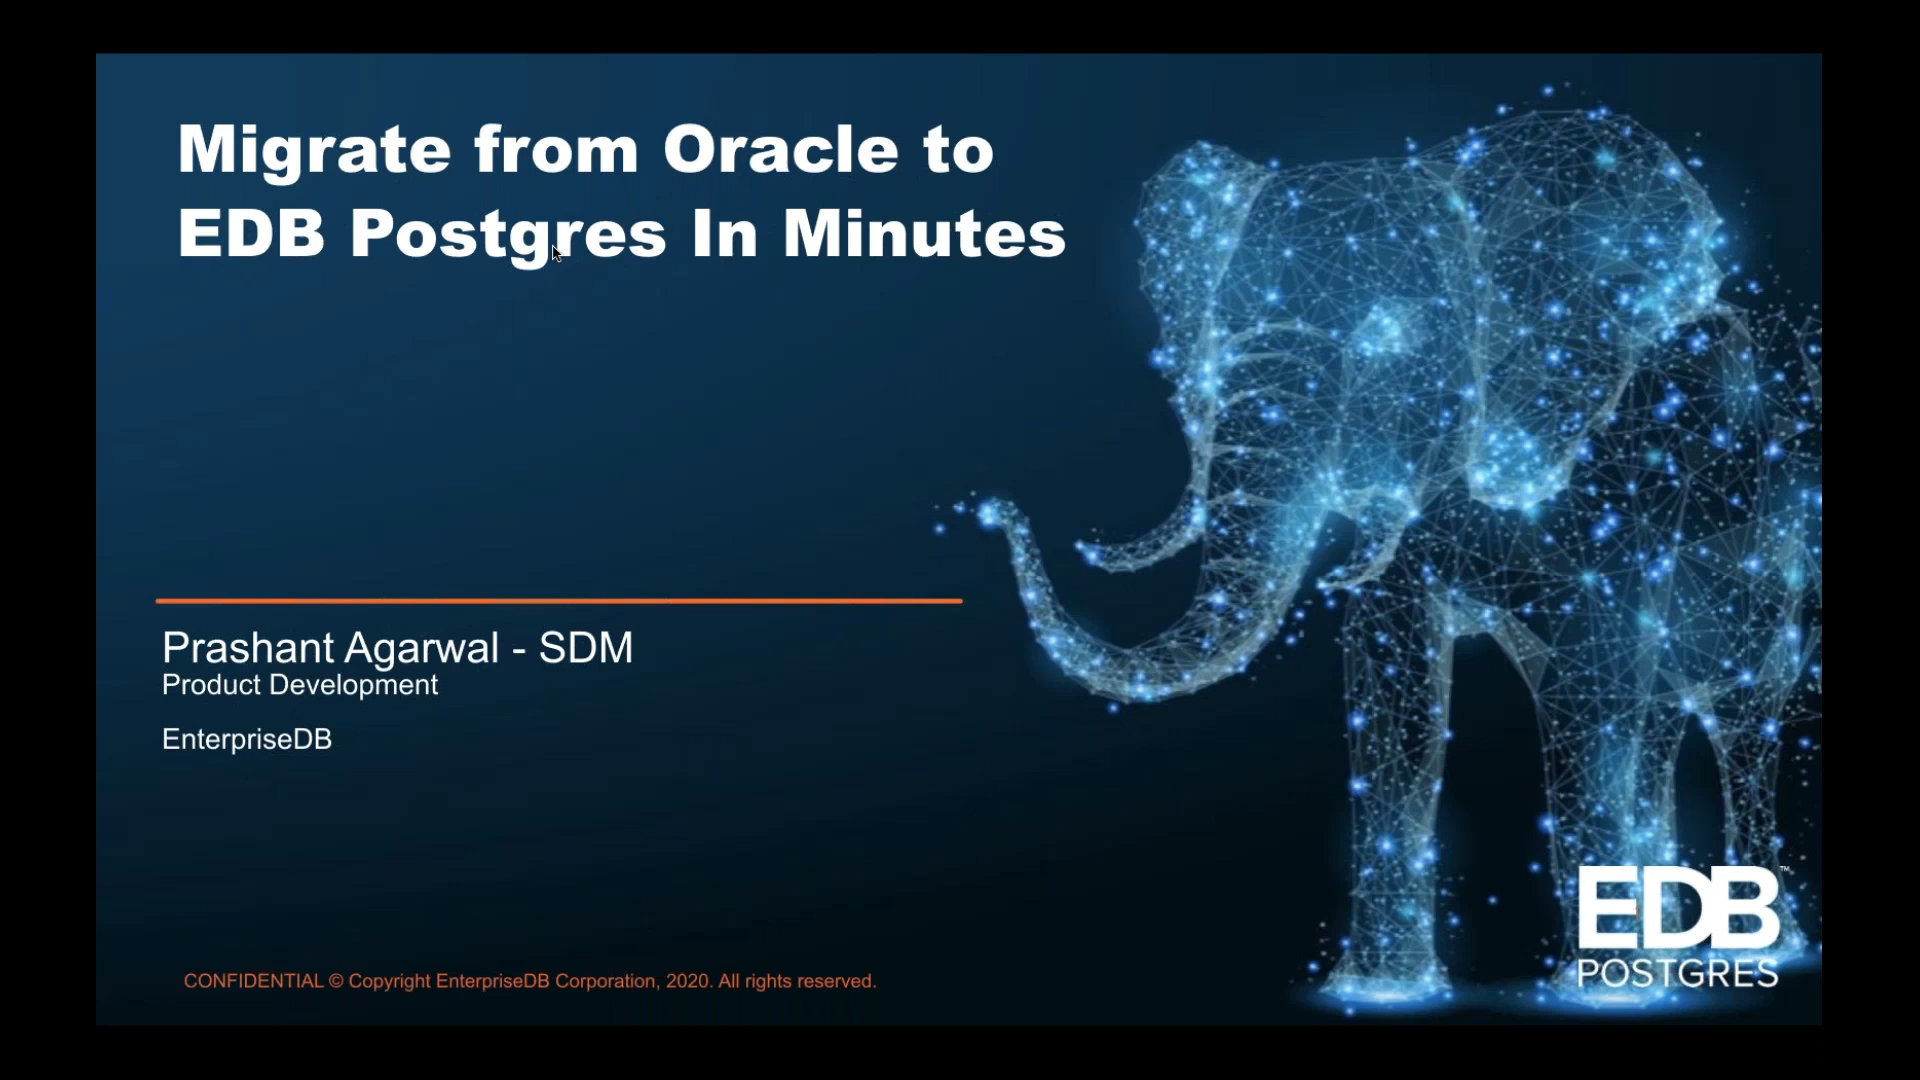 Migrate from Oracle to
EDB Postgres In Minutes
Prashant Agarwal - SDM
Product Development
EnterpriseDB
CONFIDENTIAL © Copyright EnterpriseDB Corporation, 2020. All rights reserved.
EDB™
POSTGRES